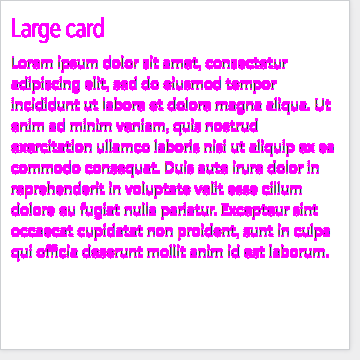 Large card
Lorem ipsum dolor sit amet, consectetur
adipiscing elit, sed do eiusmod tempor
incididunt ut labore et dolore magna aliqua. Ut
enim ad minim veniam, quis nostrud
exercitation ullamco laboris nisi ut aliquip ex ea
commodo consequat. Duis aute irure dolor in
reprehenderit in voluptate velit esse cillum
dolore eu fugiat nulla pariatur. Excepteur sint
occaecat cupidatat non proident, sunt in culpa
qui officia deserunt mollit anim id est laborum.